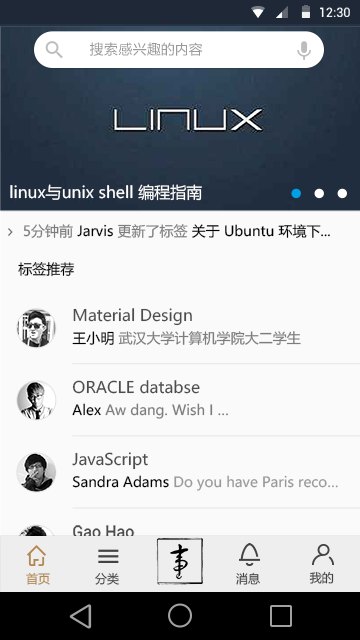 12:30
搜索感兴趣的内容
LINUX
linux与unix shell 编程指南
5分钟前 Jarvis 更新了标签 关于 Ubuntu 环境下...
标签推荐
Material Design
王小明 武汉大学计算机学院大二学生
ORACLE databse
Alex Aw dang. Wish I ...
JavaScript
Sandra Adams Do you have Paris reco...
Gao Hao
事
首页 分类 消息 我的